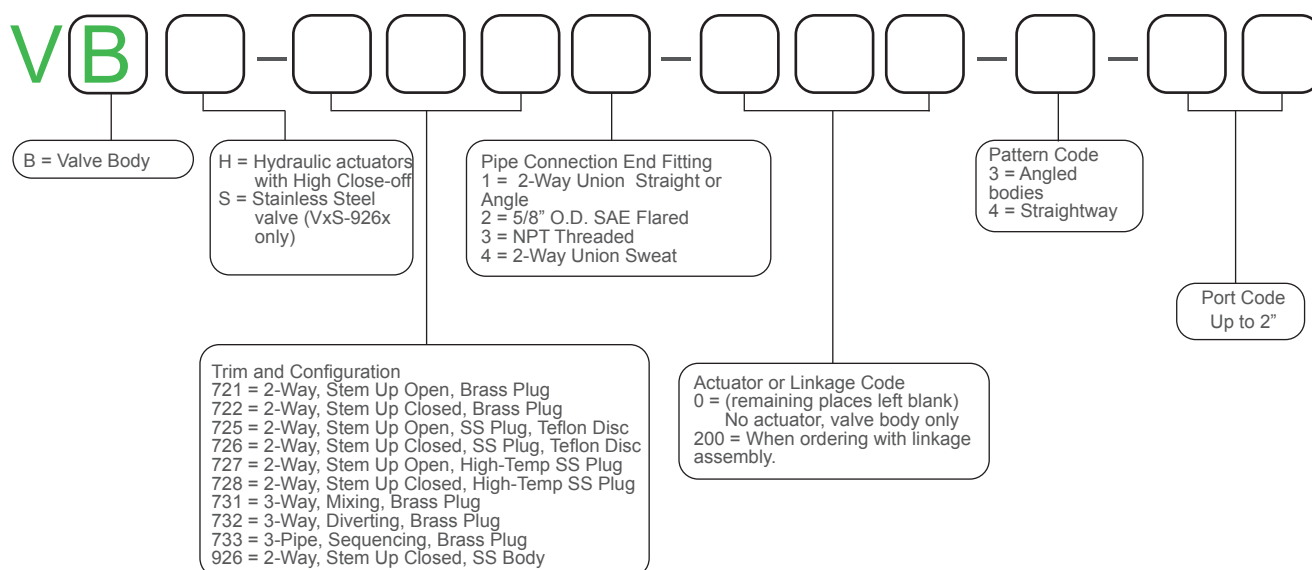 VB
B = Valve Body
H = Hydraulic actuators
with High Close-off
S = Stainless Steel
valve (VxS-926x
only)
Pipe Connection End Fitting
1 =  2-Way Union  Straight or
Angle
2 = 5/8” O.D. SAE Flared
3 = NPT Threaded
4 = 2-Way Union Sweat
Pattern Code
3 = Angled
bodies
4 = Straightway
Port Code
Up to 2”
Trim and Configuration
721 = 2-Way, Stem Up Open, Brass Plug
722 = 2-Way, Stem Up Closed, Brass Plug
725 = 2-Way, Stem Up Open, SS Plug, Teflon Disc
726 = 2-Way, Stem Up Closed, SS Plug, Teflon Disc
727 = 2-Way, Stem Up Open, High-Temp SS Plug
728 = 2-Way, Stem Up Closed, High-Temp SS Plug
731 = 3-Way, Mixing, Brass Plug
732 = 3-Way, Diverting, Brass Plug
733 = 3-Pipe, Sequencing, Brass Plug
926 = 2-Way, Stem Up Closed, SS Body
Actuator or Linkage Code
0 = (remaining places left blank)
No actuator, valve body only
200 = When ordering with linkage
assembly.